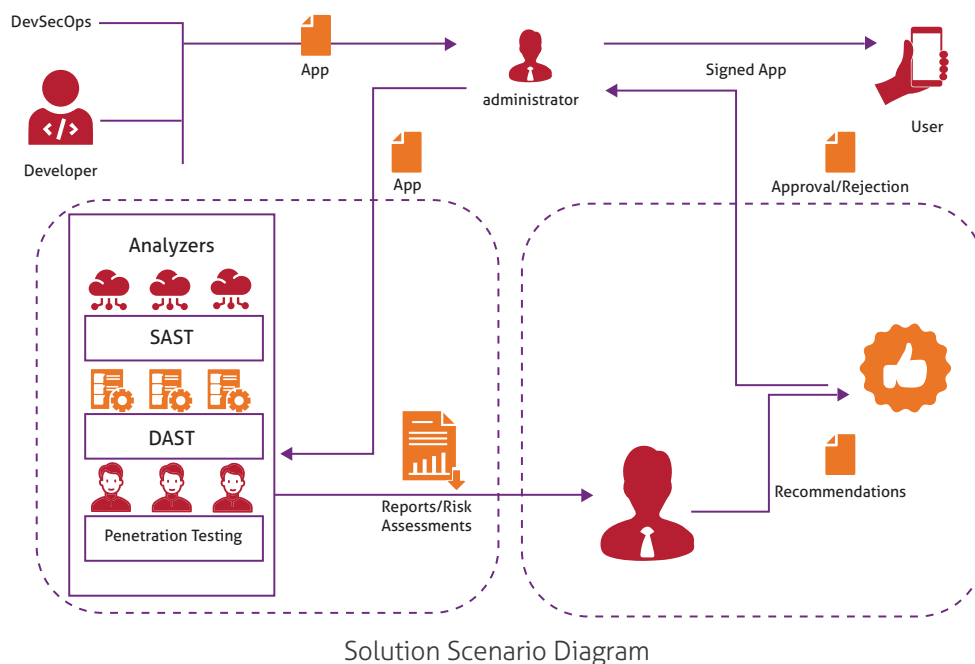 DevSecOps
App
Signed App
administrator
User
Developer
App
Approval/Rejection
Analyzers
SAST
DAST
Penetration Testing
Reports/Risk
Assessments
Recommendations
Solution Scenario Diagram